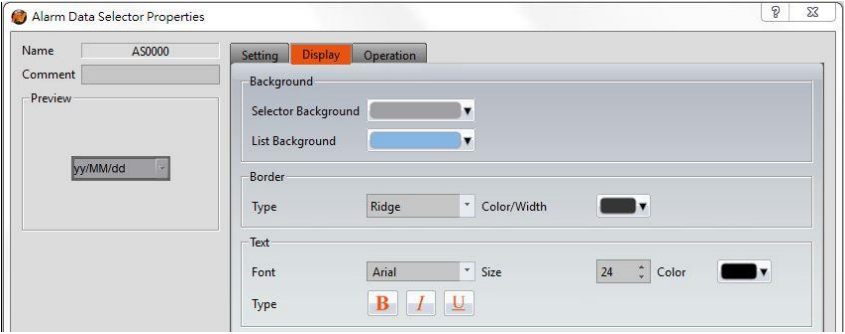 Alarm Data Selector Properties ?
Name AS0000
Comment
Preview
yy/MM/dd
Setting Display Operation
Background
Selector Background
List Background
Border
Type Ridge Color/Width
Text
Font Arial Size 24 Color
Type B I U